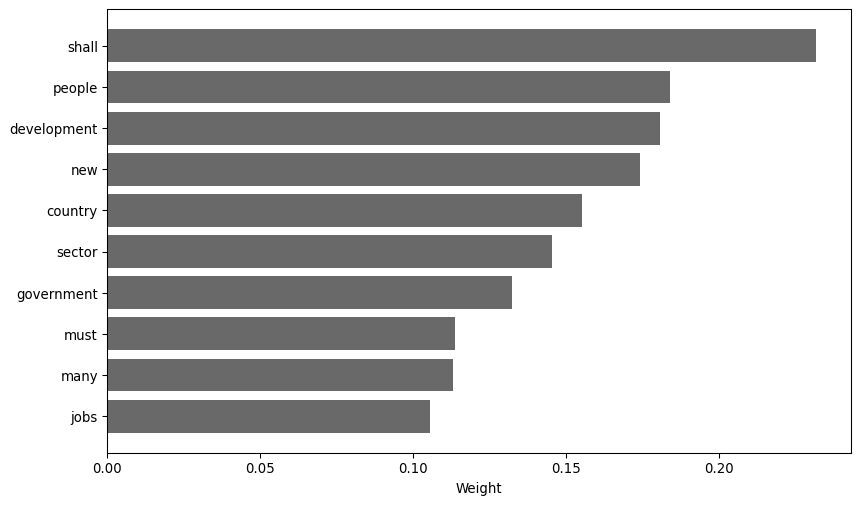 shall
people
development
new
country
sector
government
must
many
jobs
0.00 0.05 0.10 0.15 0.20
Weight